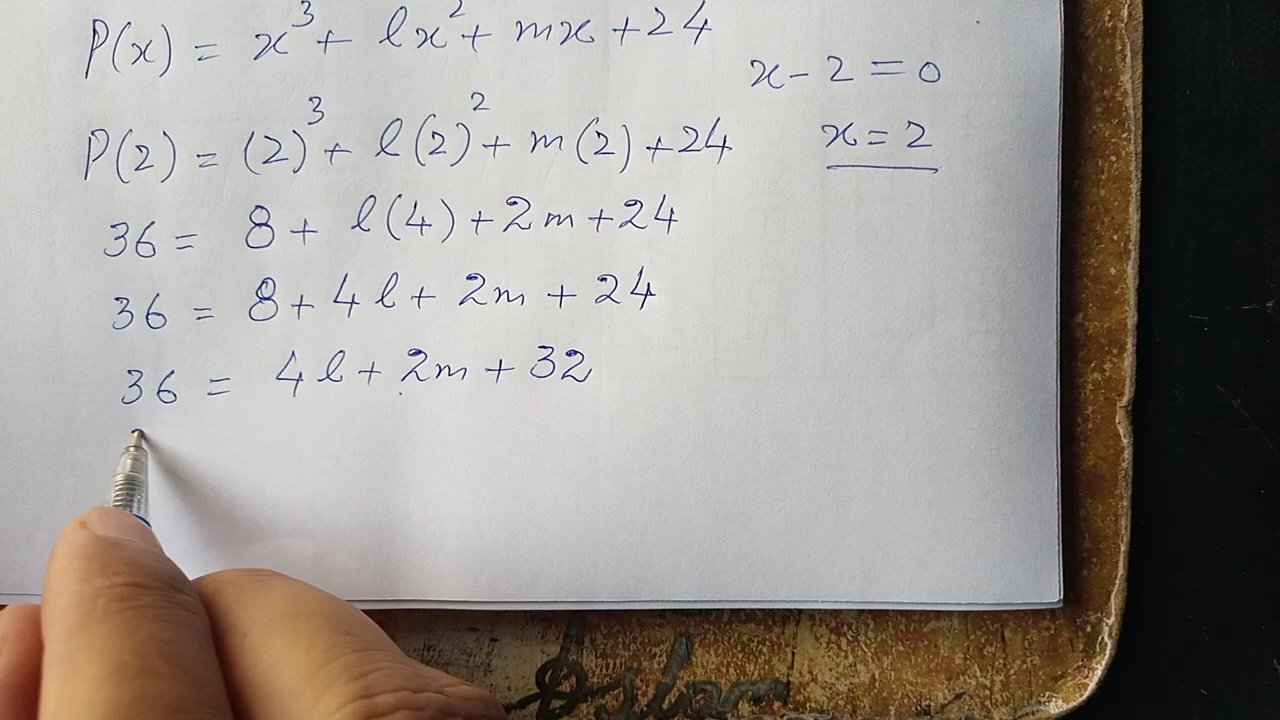 P(x) = x³ + lx² + mx + 24
x - 2 = 0
P(2) = (2)³ + l(2)² + m(2) + 24
x = 2
36 = 8 + l(4) + 2m + 24
36 = 8 + 4l + 2m + 24
36 = 4l + 2m + 32